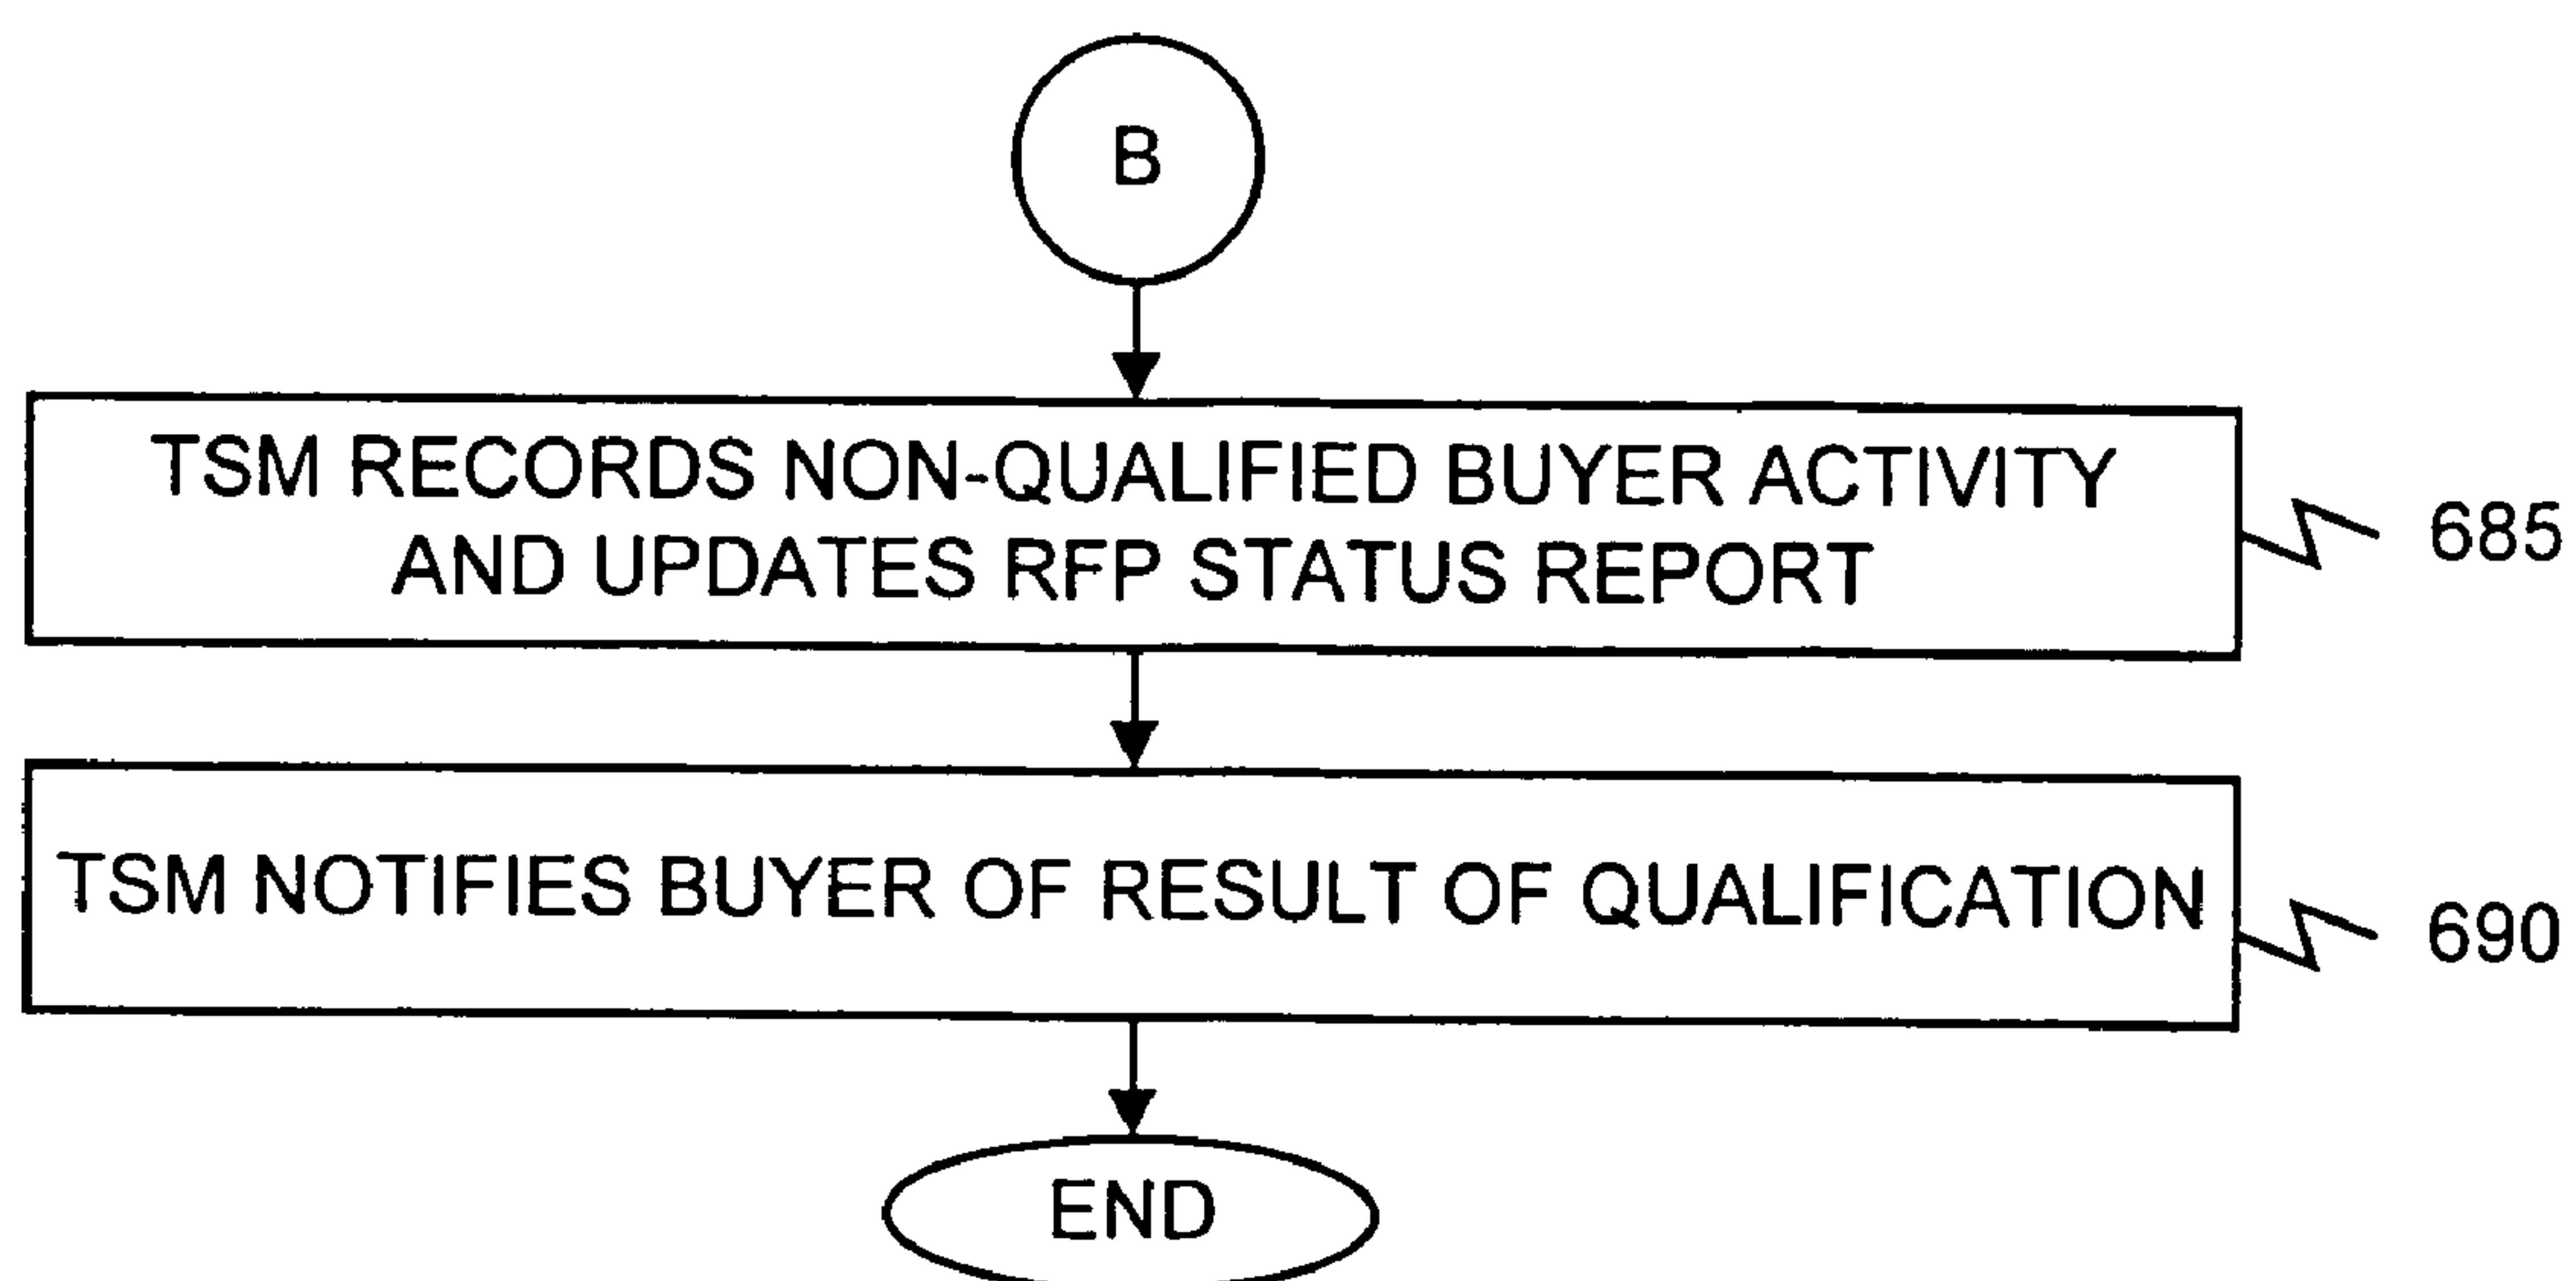 B
TSM RECORDS NON-QUALIFIED BUYER ACTIVITY
AND UPDATES RFP STATUS REPORT
685
TSM NOTIFIES BUYER OF RESULT OF QUALIFICATION
690
END